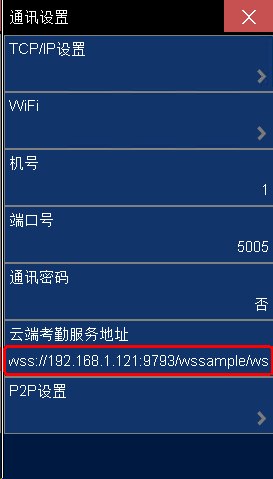 通讯设置
TCP/IP设置
WiFi
机号
1
端口号
5005
通讯密码
否
云端考勤服务地址
wss://192.168.1.121:9793/wssample/ws
P2P设置